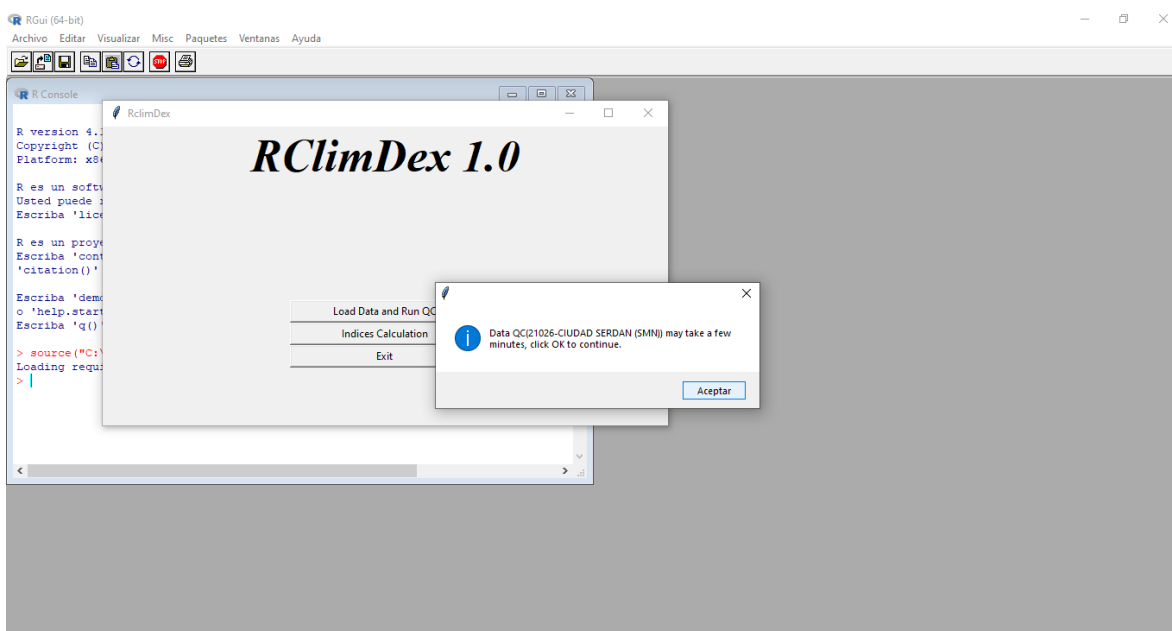 RGui (64-bit)
Archivo Editar Visualizar Misc Paquetes Ventanas Ayuda
STOP
R Console
RclimDex
R version 4.
Copyright (C)
Platform: x8
R es un softw
Usted puede
Escriba 'lice
R es un proye
Escriba 'cont
'citation()'
Escriba 'demo
o 'help.start
Escriba 'q()'
> source("C:\
Loading requi
>
RClimDex 1.0
Load Data and Run QC
Indices Calculation
Exit
Data QC(21026-CIUDAD SERDAN (SMN)) may take a few
minutes, click OK to continue.
Aceptar